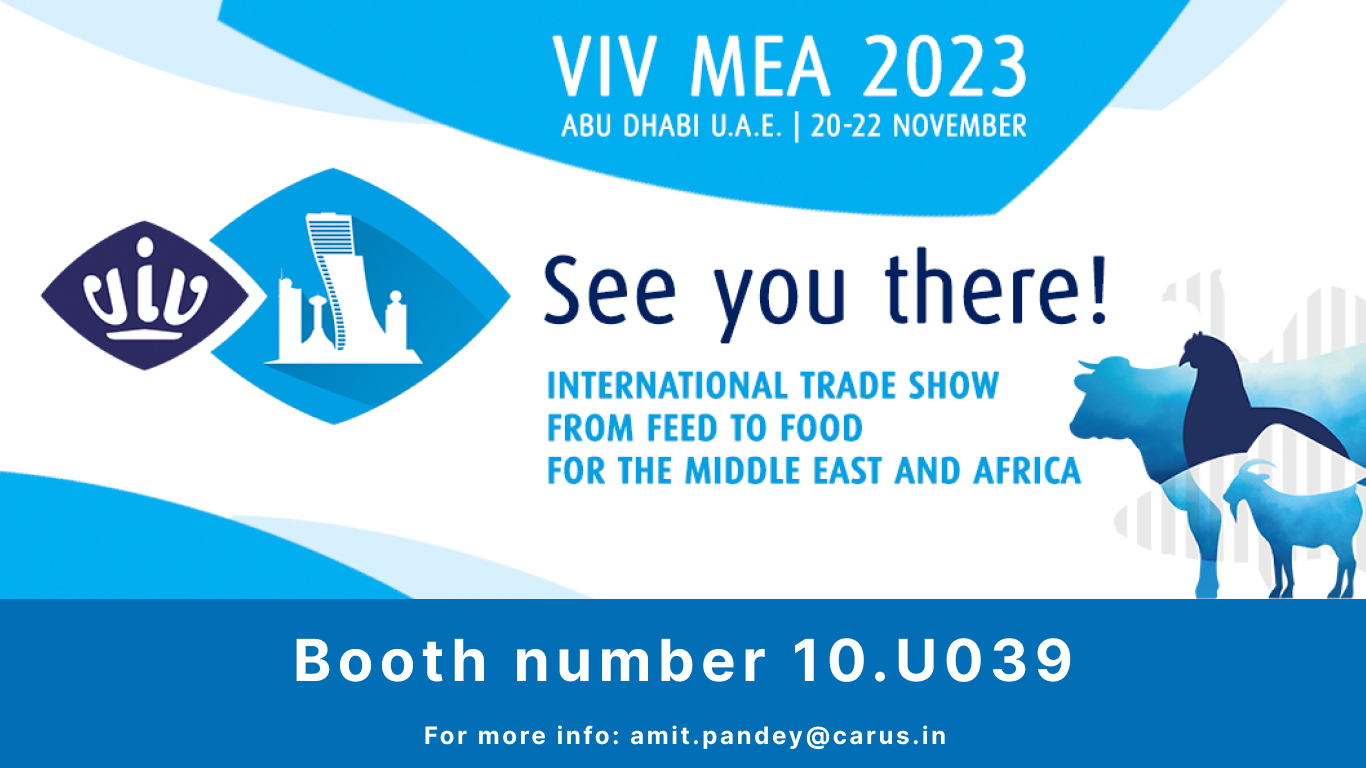 VIV MEA 2023
ABU DHABI U.A.E. | 20-22 NOVEMBER
viv
See you there!
INTERNATIONAL TRADE SHOW
FROM FEED TO FOOD
FOR THE MIDDLE EAST AND AFRICA
Booth number 10.U039
For more info: amit.pandey@carus.in